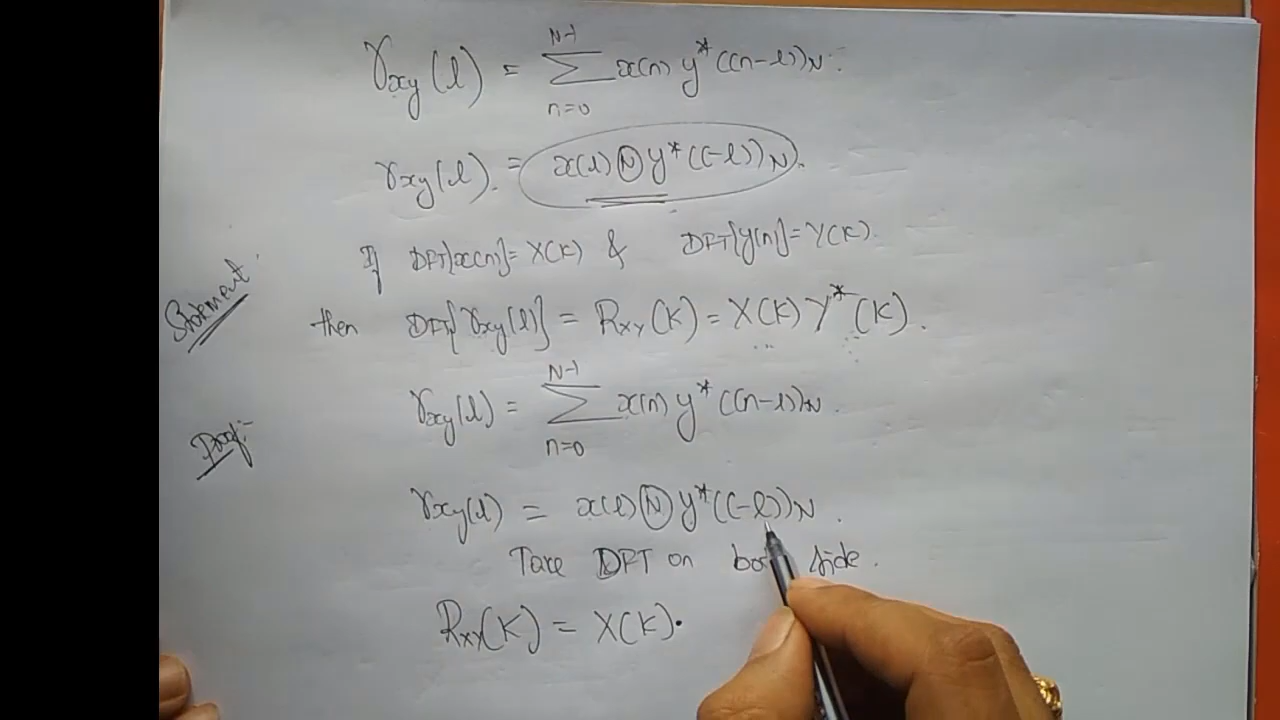 γxy(l) = Σ_{n=0}^{N-1} x(n) y*((n-l))N
γxy(l) = x(l) Ⓝ y*((-l))N.
If DFT[x(n)] = X(K) & DFT[y(n)] = Y(K)
Statement
then DFT{γxy(l)} = RXY(K) = X(K) Y*(K).
γxy(l) = Σ_{n=0}^{N-1} x(n) y*((n-l))N.
Proof:-
γxy(l) = x(l) Ⓝ y*((-l))N.
Take DFT on side.
RXY(K) = X(K).